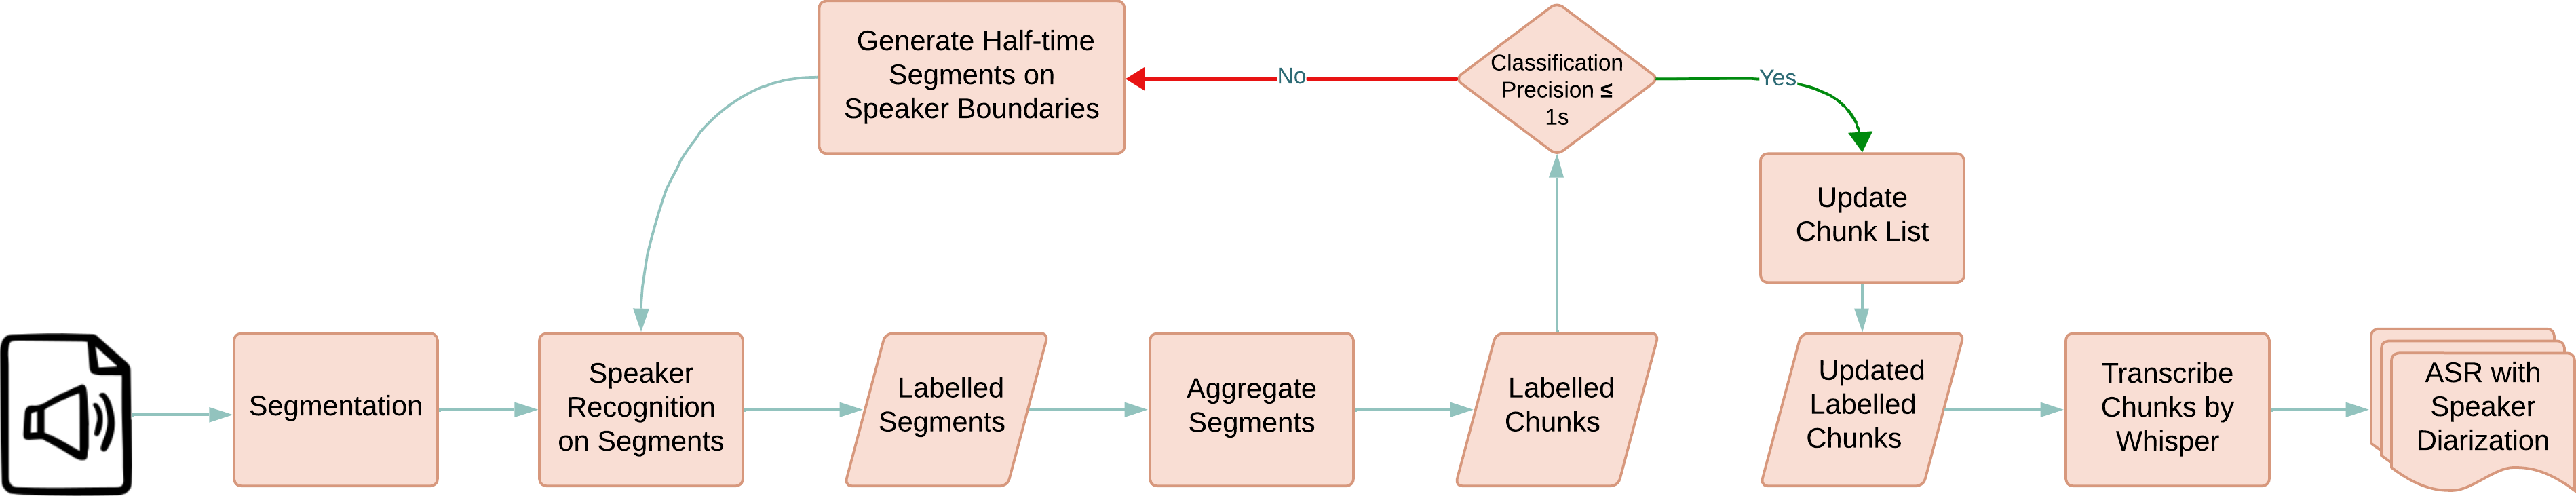 Generate Half-time
Segments on
Speaker Boundaries
No
Classification
Precision ≤
1s
Yes
Update
Chunk List
Segmentation
Speaker
Recognition
on Segments
Labelled
Segments
Aggregate
Segments
Labelled
Chunks
Updated
Labelled
Chunks
Transcribe
Chunks by
Whisper
ASR with
Speaker
Diarization